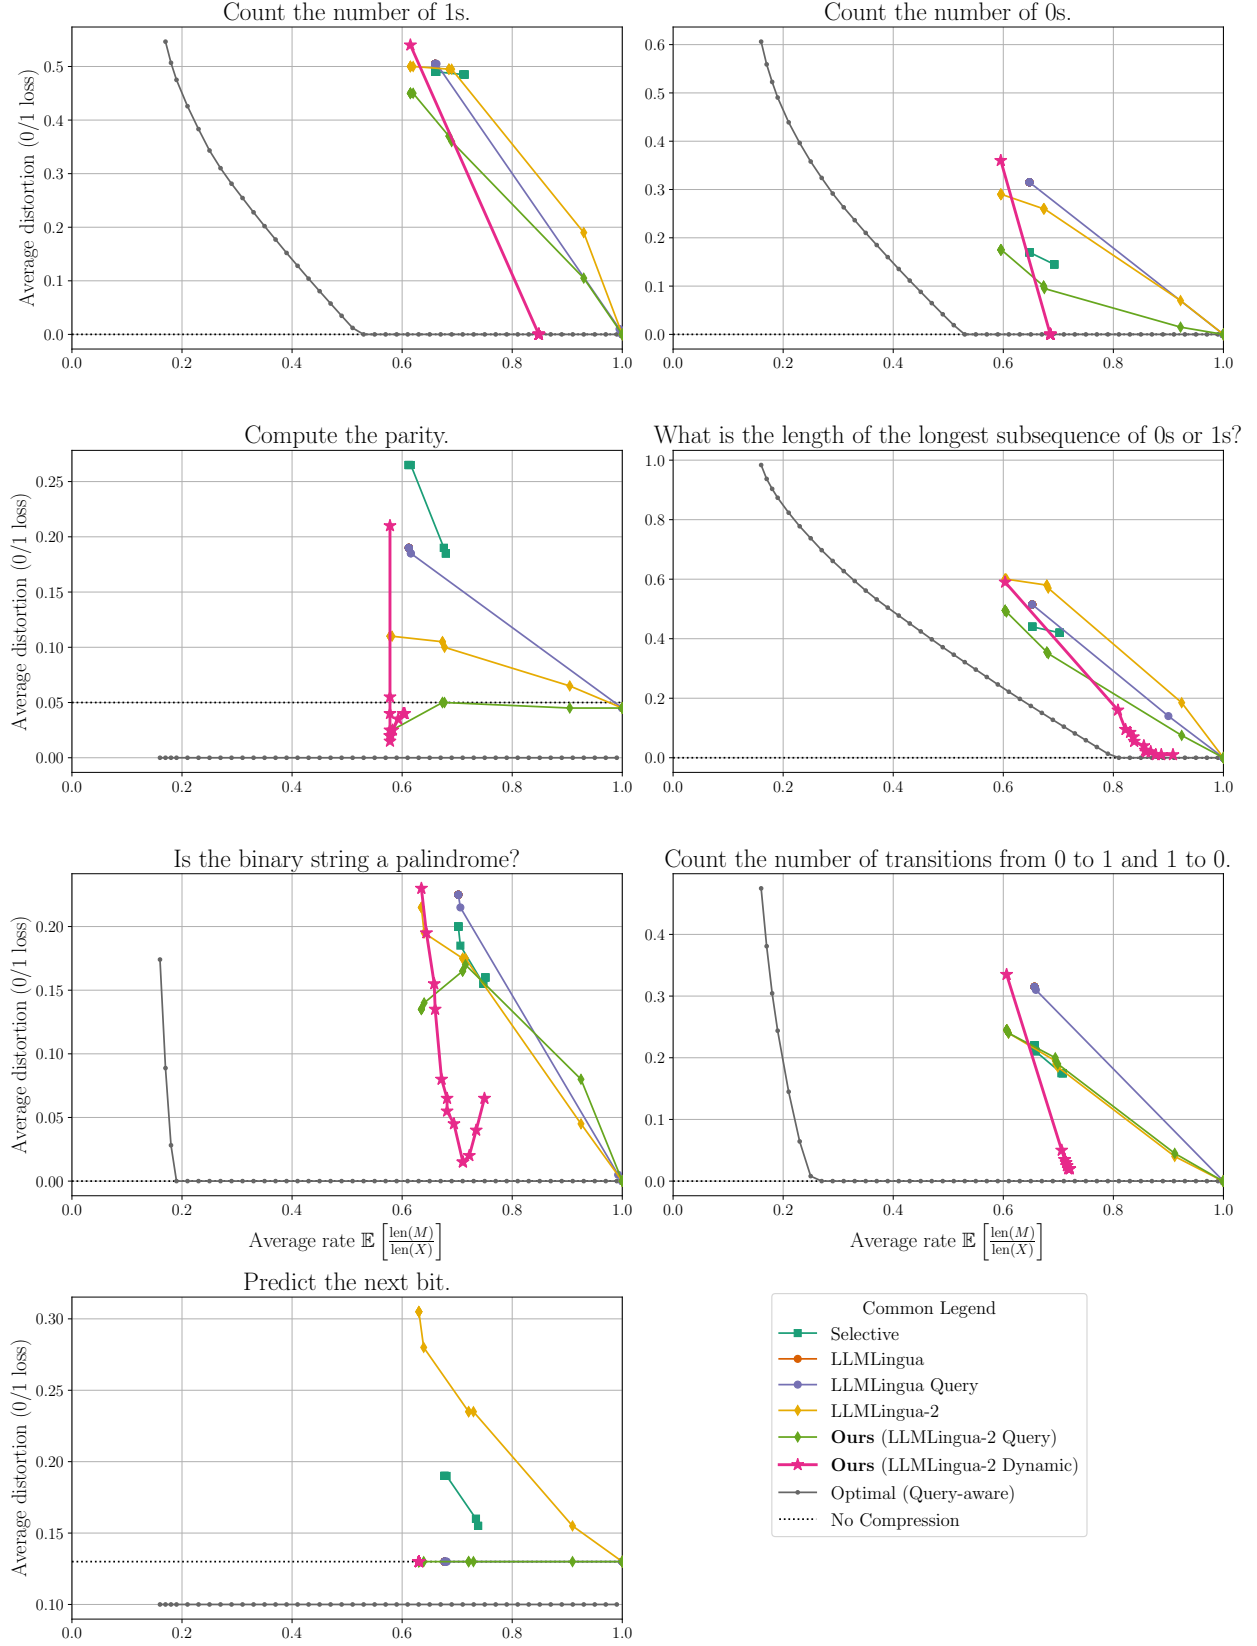 Count the number of 1s.
Average distortion (0/1 loss)
0.5
0.4
0.3
0.2
0.1
0.0
0.0 0.2 0.4 0.6 0.8 1.0
Count the number of 0s.
0.6
0.5
0.4
0.3
0.2
0.1
0.0
0.0 0.2 0.4 0.6 0.8 1.0
Compute the parity.
Average distortion (0/1 loss)
0.25
0.20
0.15
0.10
0.05
0.00
0.0 0.2 0.4 0.6 0.8 1.0
What is the length of the longest subsequence of 0s or 1s?
1.0
0.8
0.6
0.4
0.2
0.0
0.0 0.2 0.4 0.6 0.8 1.0
Is the binary string a palindrome?
Average distortion (0/1 loss)
0.20
0.15
0.10
0.05
0.00
0.0 0.2 0.4 0.6 0.8 1.0
Average rate 𝔼 [len(M)/len(X)]
Count the number of transitions from 0 to 1 and 1 to 0.
0.4
0.3
0.2
0.1
0.0
0.0 0.2 0.4 0.6 0.8 1.0
Average rate 𝔼 [len(M)/len(X)]
Predict the next bit.
Average distortion (0/1 loss)
0.30
0.25
0.20
0.15
0.10
0.0 0.2 0.4 0.6 0.8 1.0
Common Legend
Selective
LLMLingua
LLMLingua Query
LLMLingua-2
Ours (LLMLingua-2 Query)
Ours (LLMLingua-2 Dynamic)
Optimal (Query-aware)
No Compression